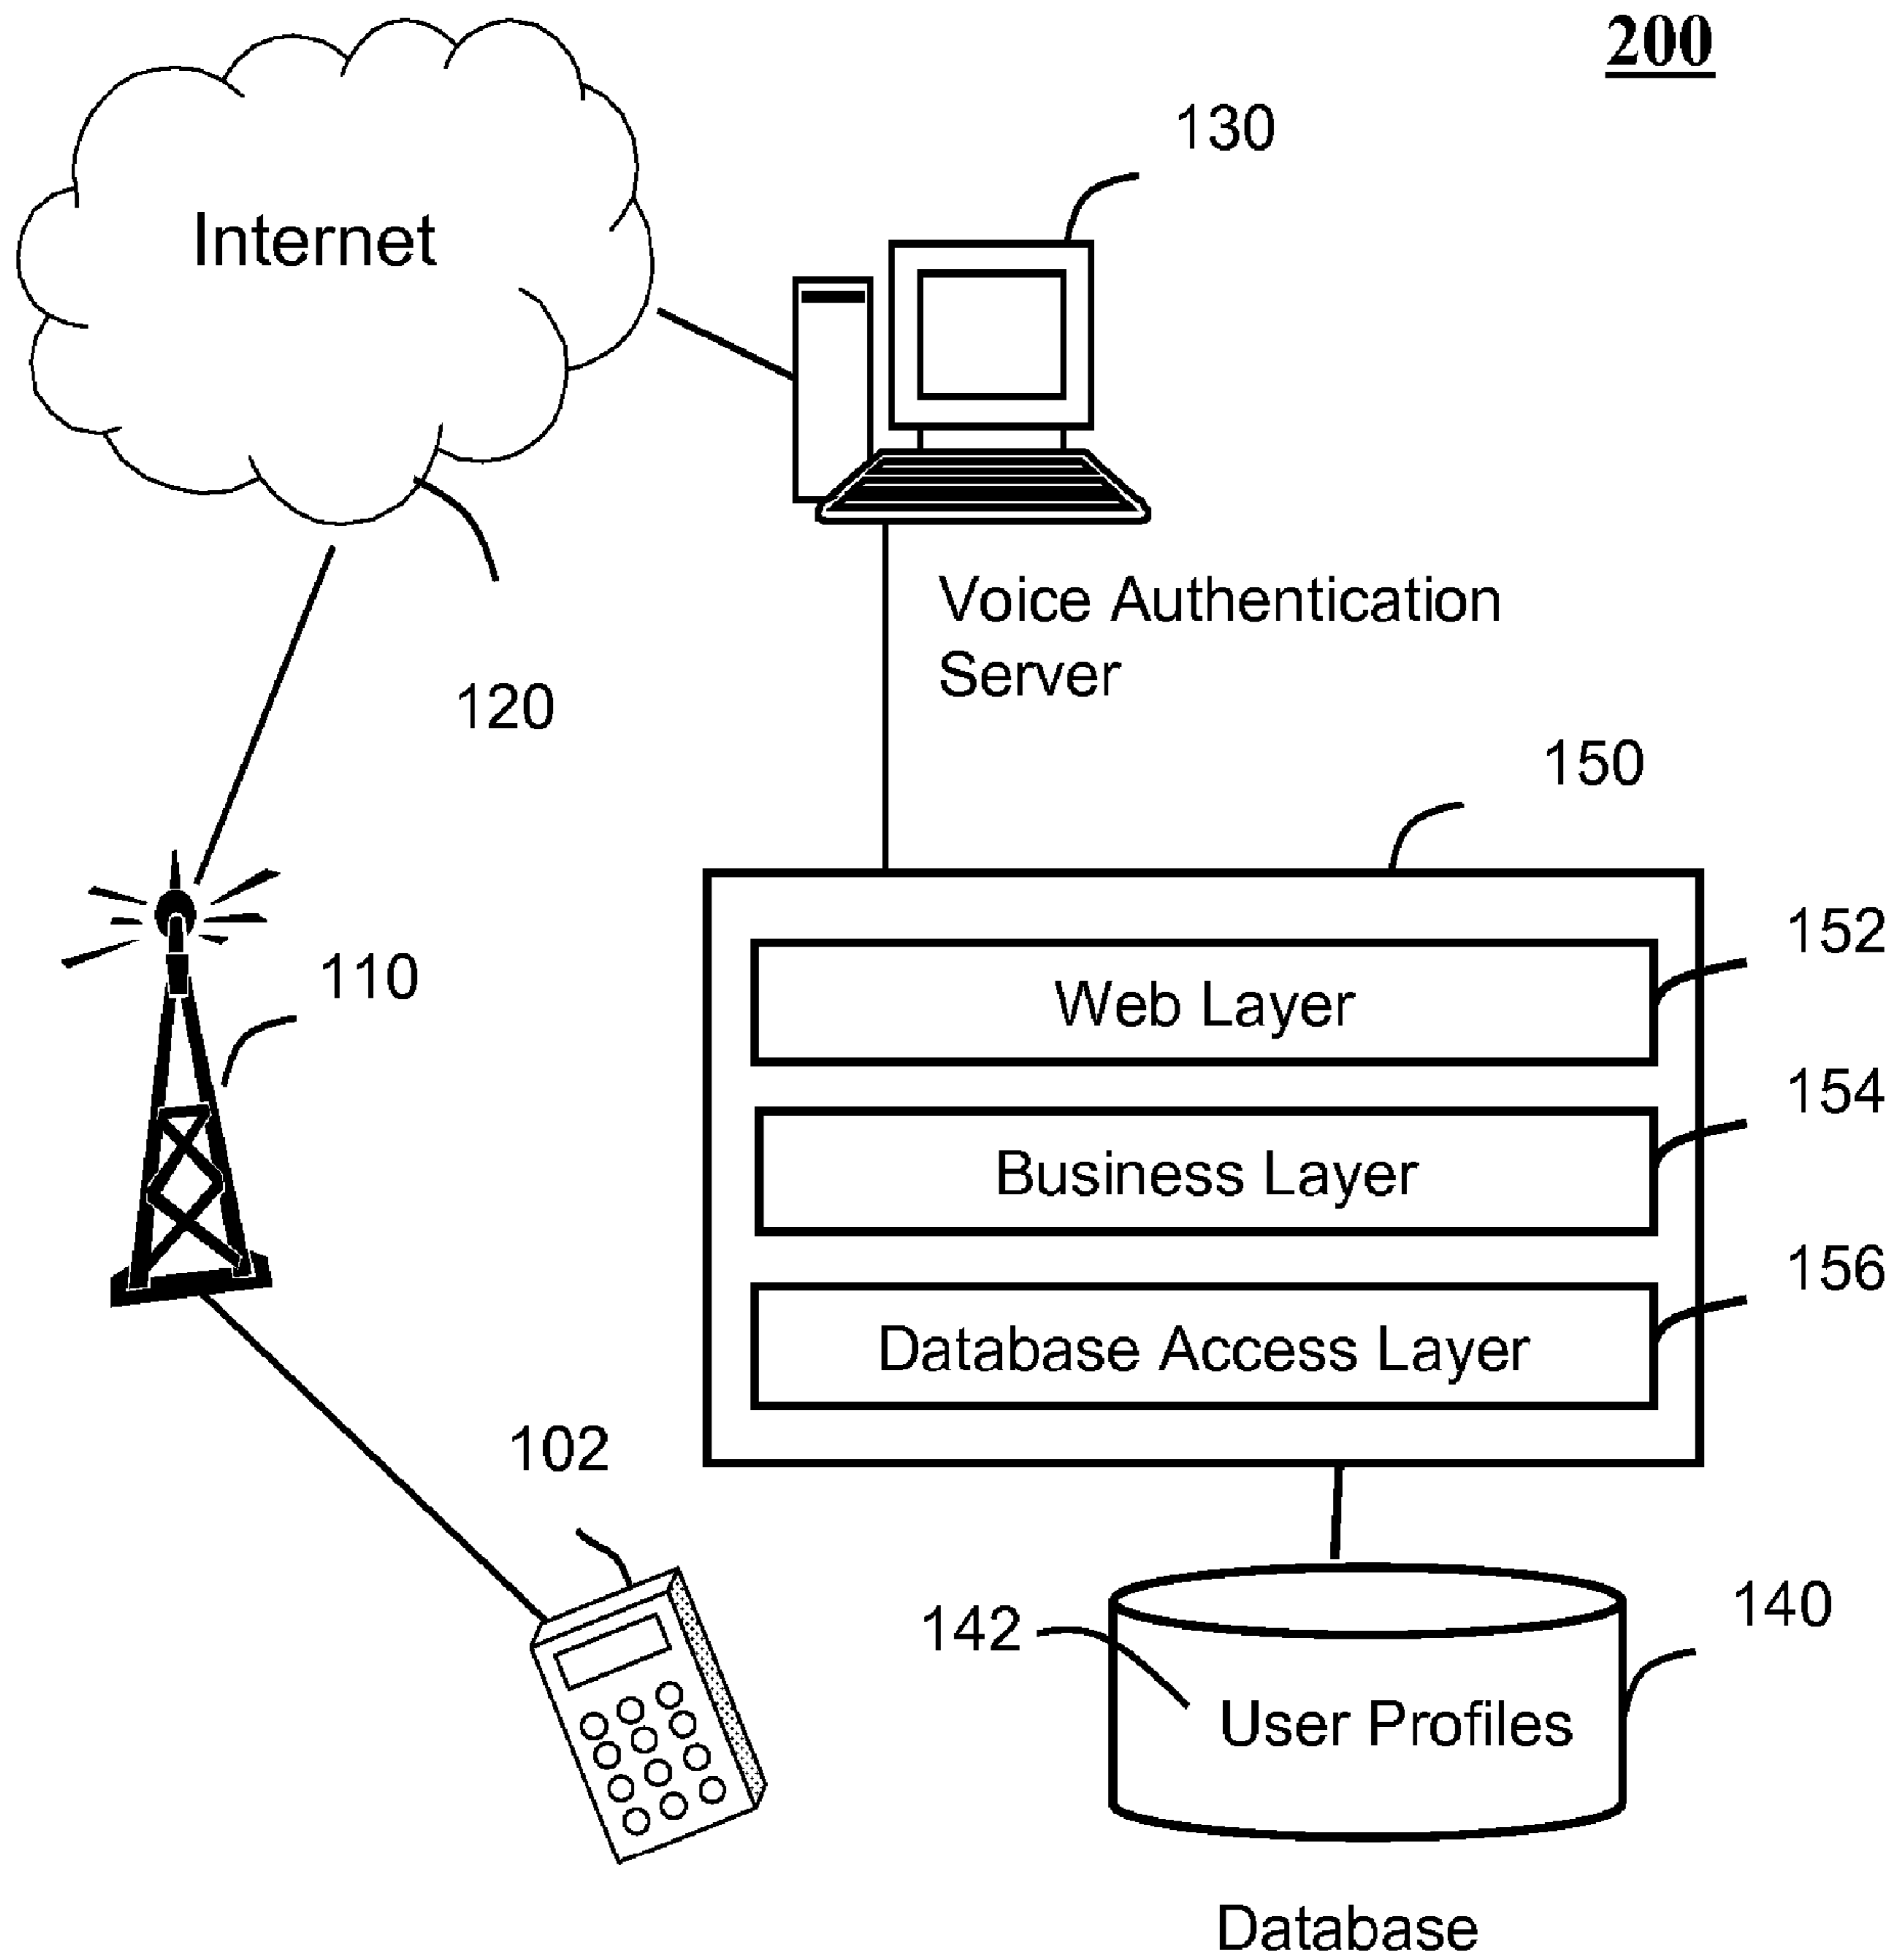 200
130
Internet
Voice Authentication
Server
120
150
152
110
Web Layer
154
Business Layer
156
Database Access Layer
102
142
140
User Profiles
Database